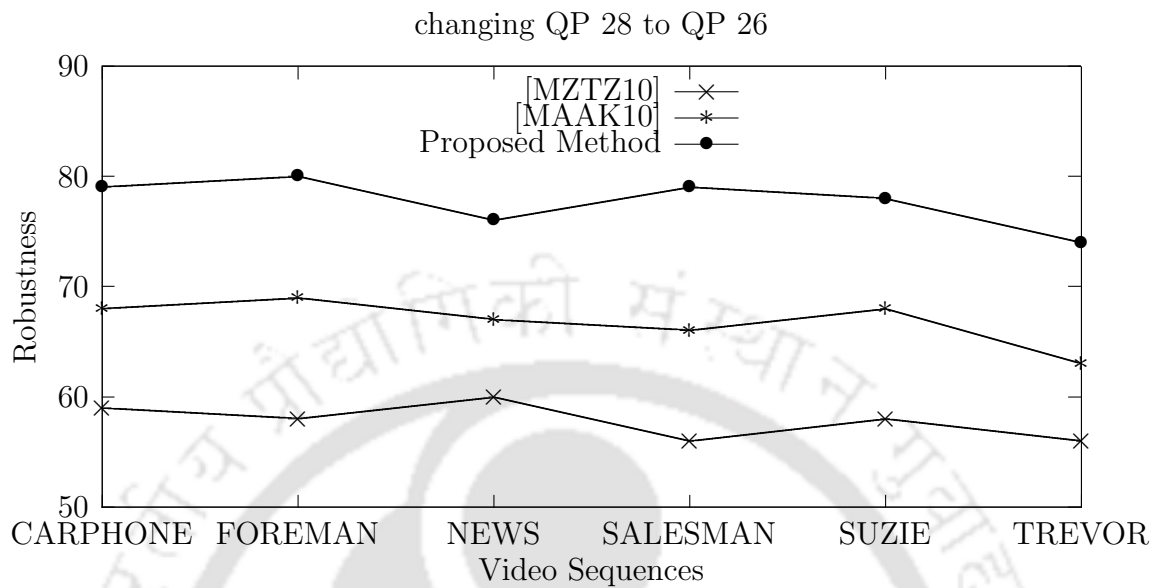 changing QP 28 to QP 26
90
80
70
60
50
Robustness
[MZTZ10]
[MAAK10]
Proposed Method
CARPHONE FOREMAN NEWS SALESMAN SUZIE TREVOR
Video Sequences